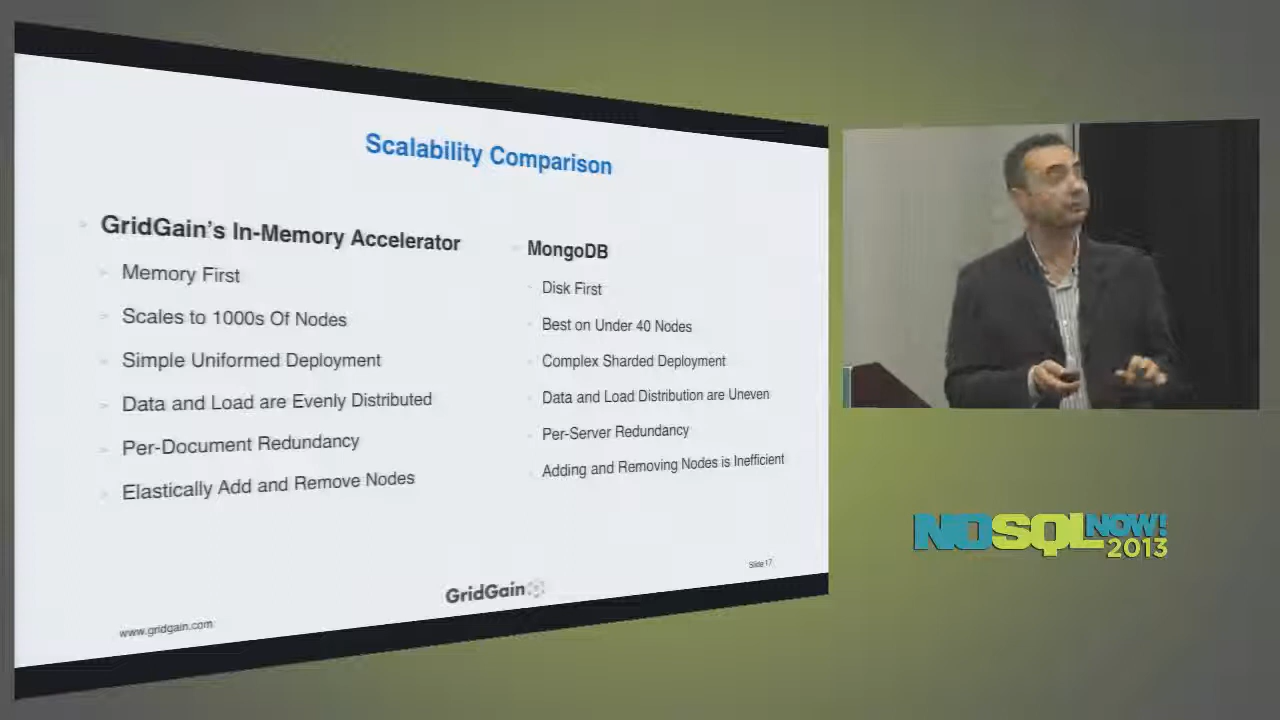 Scalability Comparison
GridGain's In-Memory Accelerator
Memory First
Scales to 1000s Of Nodes
Simple Uniformed Deployment
Data and Load are Evenly Distributed
Per-Document Redundancy
Elastically Add and Remove Nodes
MongoDB
Disk First
Best on Under 40 Nodes
Complex Sharded Deployment
Data and Load Distribution are Uneven
Per-Server Redundancy
Adding and Removing Nodes is Inefficient
Slide 17
GridGain
www.gridgain.com
NOSQL NOW!
2013